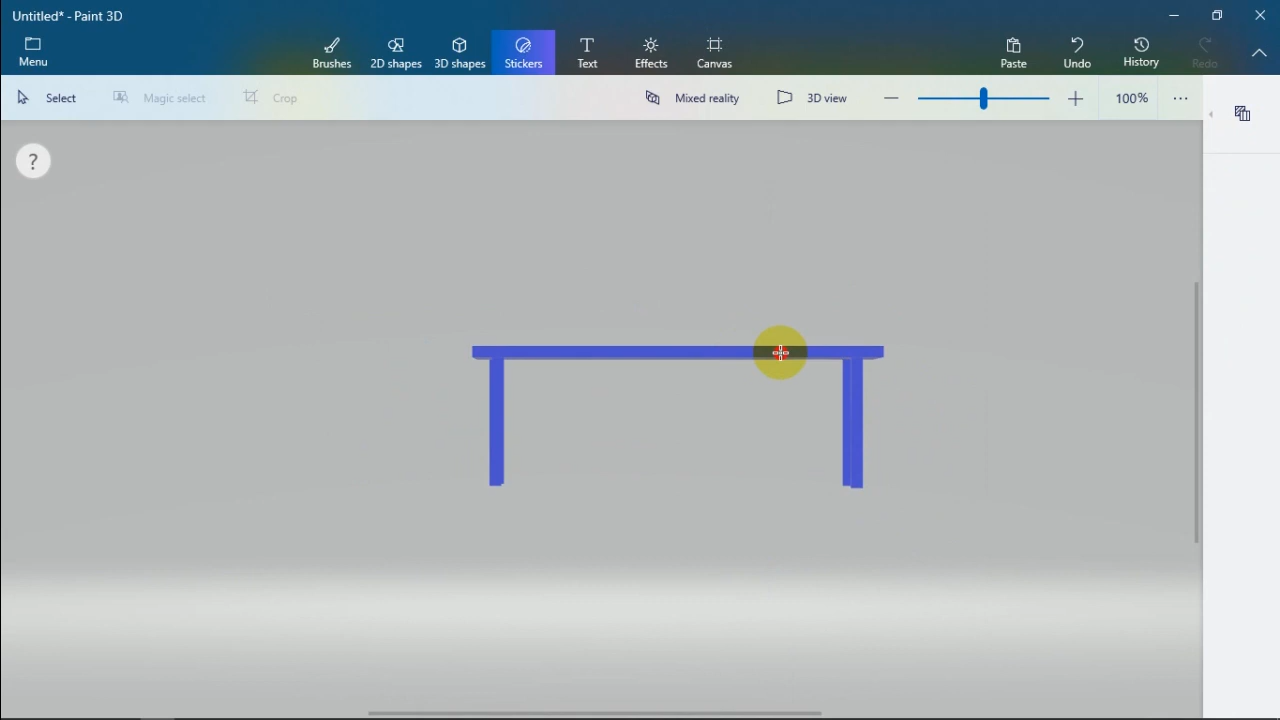 Untitled* - Paint 3D
Menu
Brushes
2D shapes
3D shapes
Stickers
Text
Effects
Canvas
Paste
Undo
History
Redo
Select
Magic select
Crop
Mixed reality
3D view
100%
?